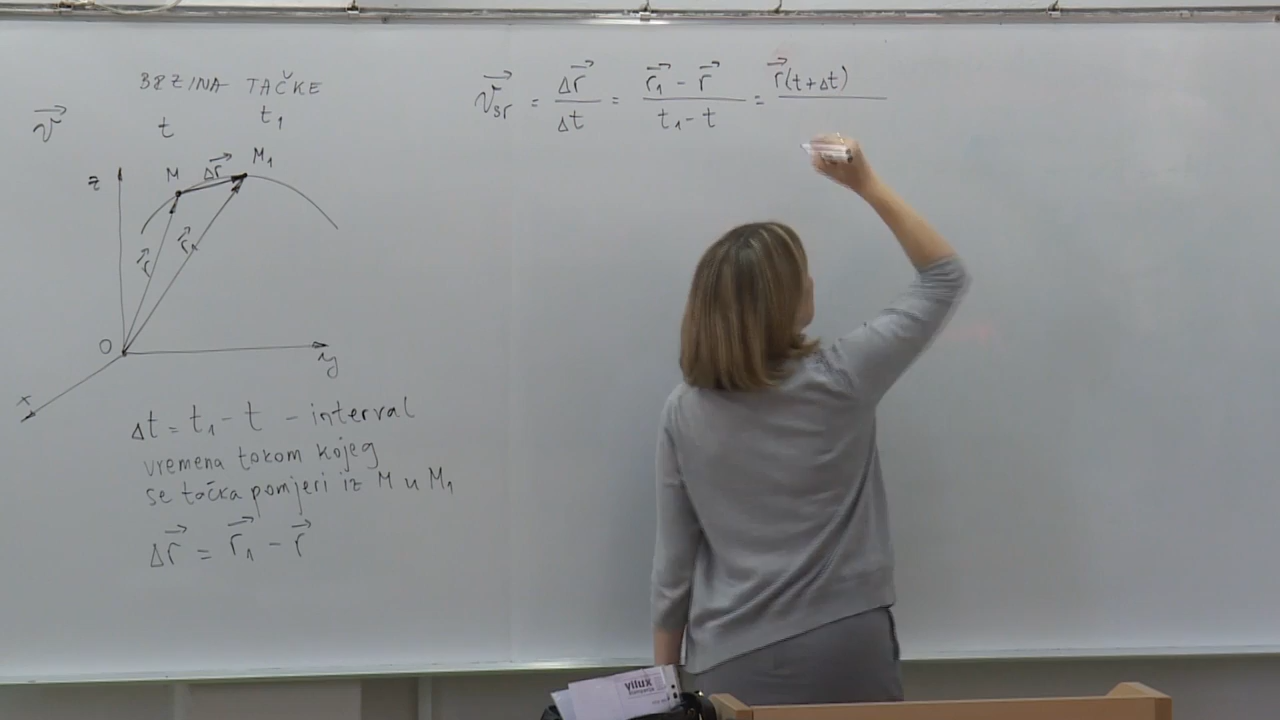 BRZINA TAČKE
v⃗
t
t₁
z
M
Δr⃗
M₁
r⃗
r⃗₁
O
x
y
Δt = t₁ - t - interval
vremena tokom kojeg
se tačka pomjeri iz M u M₁
Δr⃗ = r⃗₁ - r⃗
v⃗sr = Δr⃗/Δt = (r⃗₁ - r⃗)/(t₁ - t) = r⃗(t+Δt)
vilux